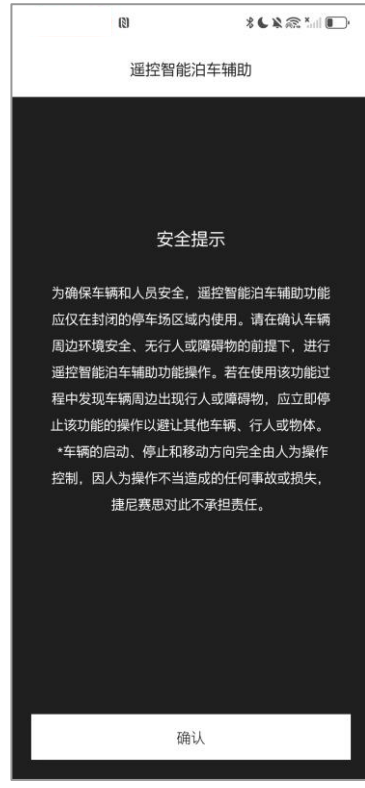 遥控智能泊车辅助
安全提示
为确保车辆和人员安全，遥控智能泊车辅助功能
应仅在封闭的停车场区域内使用。请在确认车辆
周边环境安全、无行人或障碍物的前提下，进行
遥控智能泊车辅助功能操作。若在使用该功能过
程中发现车辆周边出现行人或障碍物，应立即停
止该功能的操作以避让其他车辆、行人或物体。
*车辆的启动、停止和移动方向完全由人为操作
控制，因人为操作不当造成的任何事故或损失，
捷尼赛思对此不承担责任。
确认